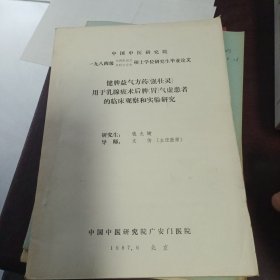 中国中医研究院
一九八四级 硕士学位研究生毕业论文
健脾益气方药(强壮灵)
用于乳腺癌术后脾(胃)气虚患者
的临床观察和实验研究
研究生:
导师:
中国中医研究院广安门医院
1987,6 北京